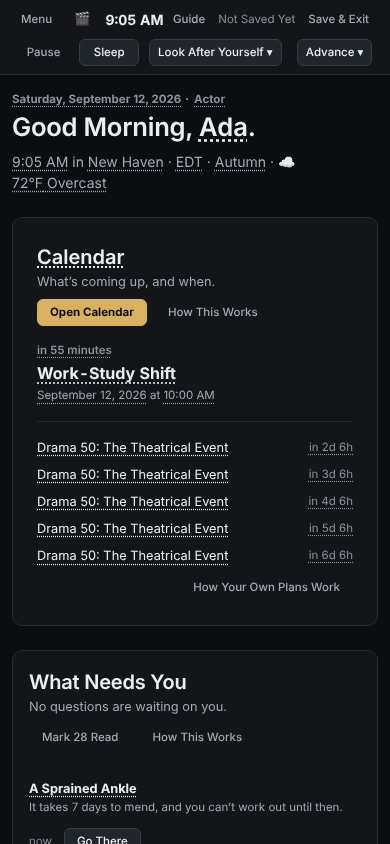 Menu 🎬 9:05 AM Guide Not Saved Yet Save & Exit
Pause Sleep Look After Yourself ▾ Advance ▾
Saturday, September 12, 2026 · Actor
Good Morning, Ada.
9:05 AM in New Haven · EDT · Autumn · ☁️
72°F Overcast
Calendar
What's coming up, and when.
Open Calendar How This Works
in 55 minutes
Work-Study Shift
September 12, 2026 at 10:00 AM
Drama 50: The Theatrical Event in 2d 6h
Drama 50: The Theatrical Event in 3d 6h
Drama 50: The Theatrical Event in 4d 6h
Drama 50: The Theatrical Event in 5d 6h
Drama 50: The Theatrical Event in 6d 6h
How Your Own Plans Work
What Needs You
No questions are waiting on you.
Mark 28 Read How This Works
A Sprained Ankle
It takes 7 days to mend, and you can't work out until then.
now Go There